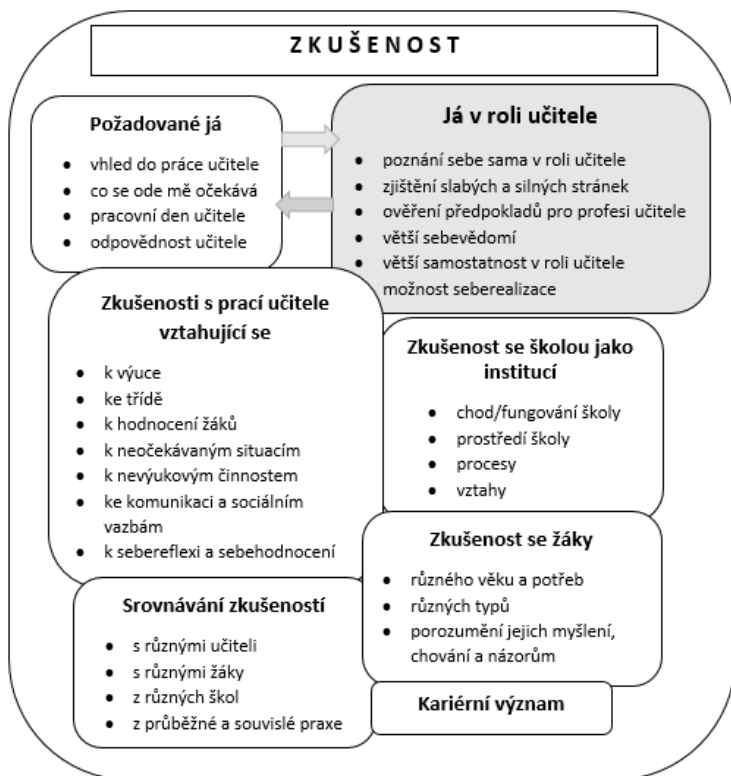 ZKUŠENOST
Požadované já
• vhled do práce učitele
• co se ode mě očekává
• pracovní den učitele
• odpovědnost učitele
Já v roli učitele
• poznání sebe sama v roli učitele
• zjištění slabých a silných stránek
• ověření předpokladů pro profesi učitele
• větší sebevědomí
• větší samostatnost v roli učitele
možnost seberealizace
Zkušenosti s prací učitele
vztahující se
• k výuce
• ke třídě
• k hodnocení žáků
• k neočekávaným situacím
• k nevýukovým činnostem
• ke komunikaci a sociálním
vazbám
• k sebereflexi a sebehodnocení
Zkušenost se školou jako
institucí
• chod/fungování školy
• prostředí školy
• procesy
• vztahy
Zkušenost se žáky
• různého věku a potřeb
• různých typů
• porozumění jejich myšlení,
chování a názorům
Srovnávání zkušeností
• s různými učiteli
• s různými žáky
• z různých škol
• z průběžné a souvislé praxe
Kariérní význam